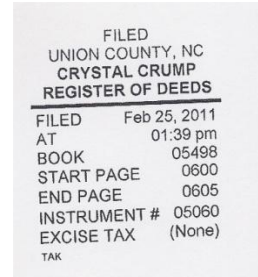 FILED
UNION COUNTY, NC
CRYSTAL CRUMP
REGISTER OF DEEDS
FILED Feb 25, 2011
AT 01:39 pm
BOOK 05498
START PAGE 0600
END PAGE 0605
INSTRUMENT # 05060
EXCISE TAX (None)
TAK